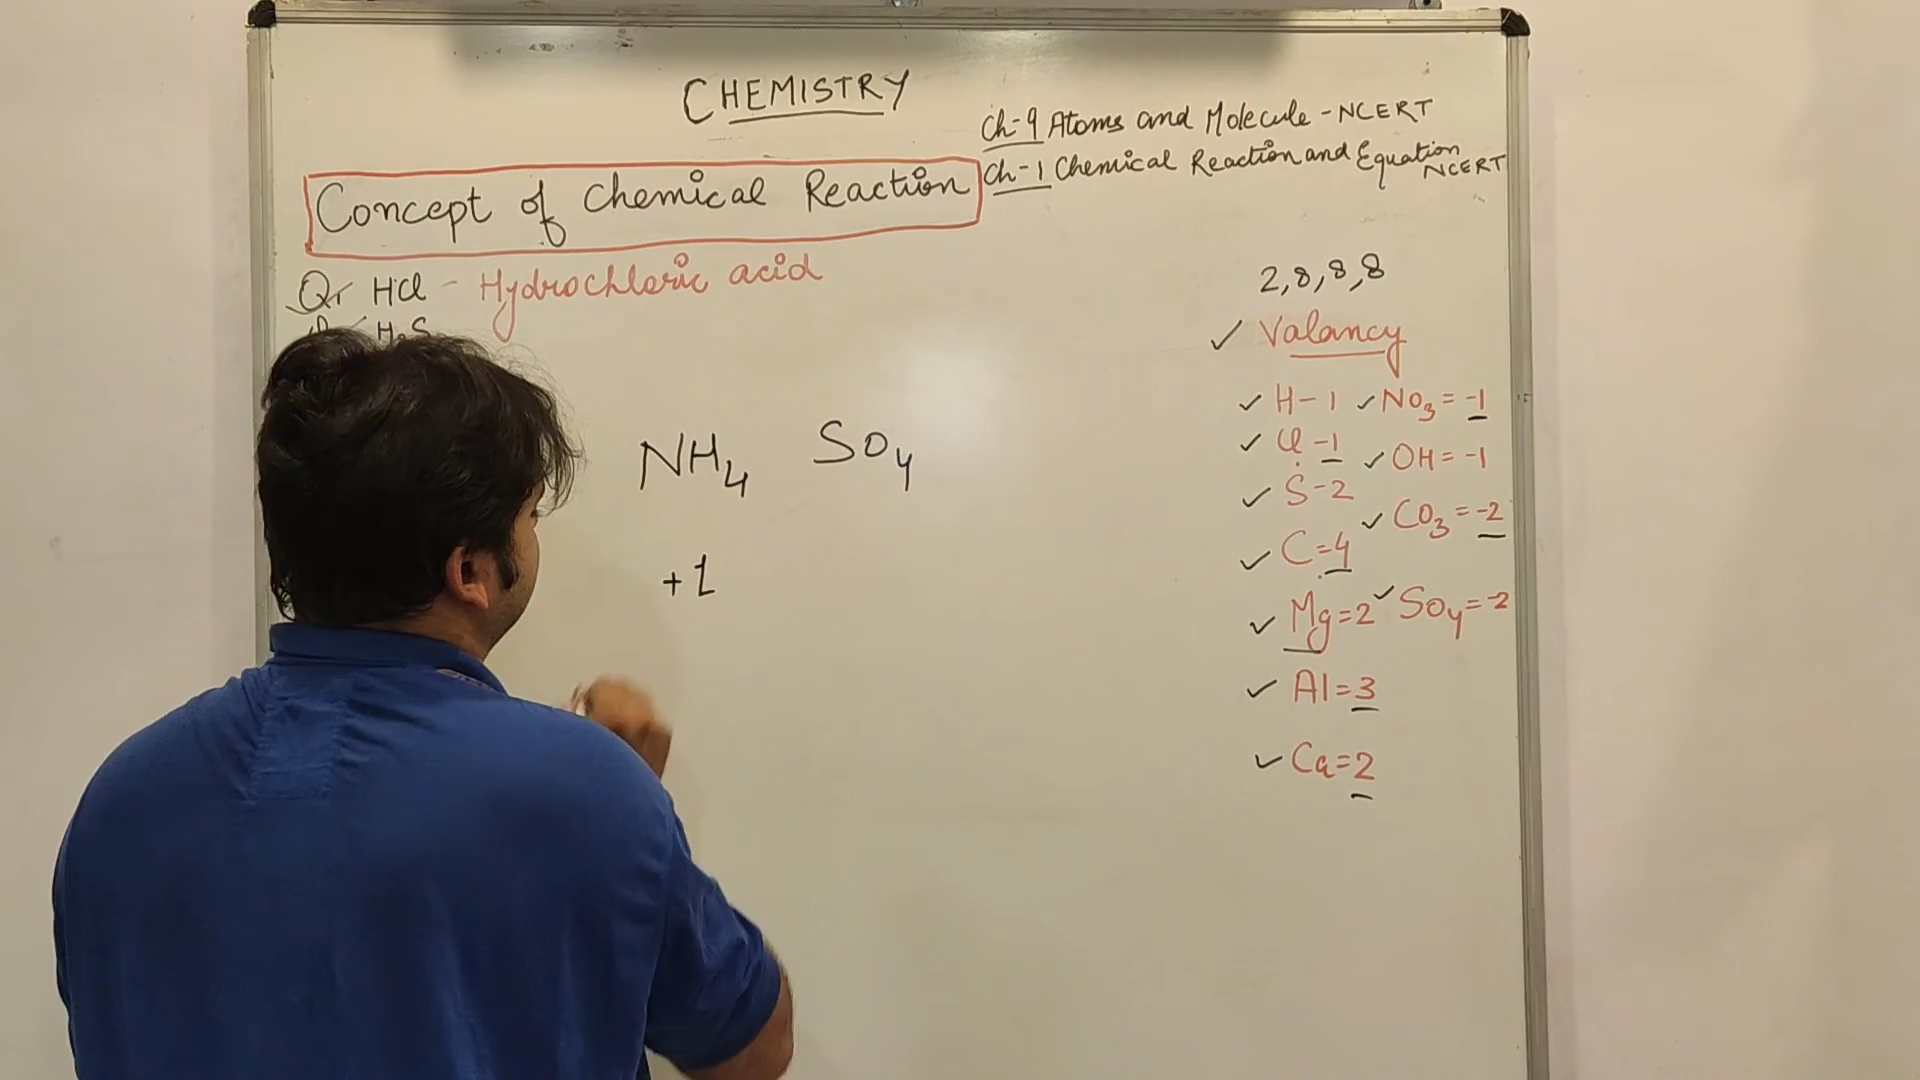 CHEMISTRY
Ch-9 Atoms and Molecule - NCERT
Ch-1 Chemical Reaction and Equation
NCERT
Concept of Chemical Reaction
Q HCl - Hydrochloric acid
H₂S
2,8,8,8
✓ Valancy
✓ H-1 ✓ NO₃ = -1
✓ Cl -1 ✓ OH = -1
✓ S-2
✓ CO₃ = -2
✓ C=4
✓ Mg=2 ✓ SO₄ = -2
✓ Al=3
✓ Ca=2
NH₄ SO₄
+1